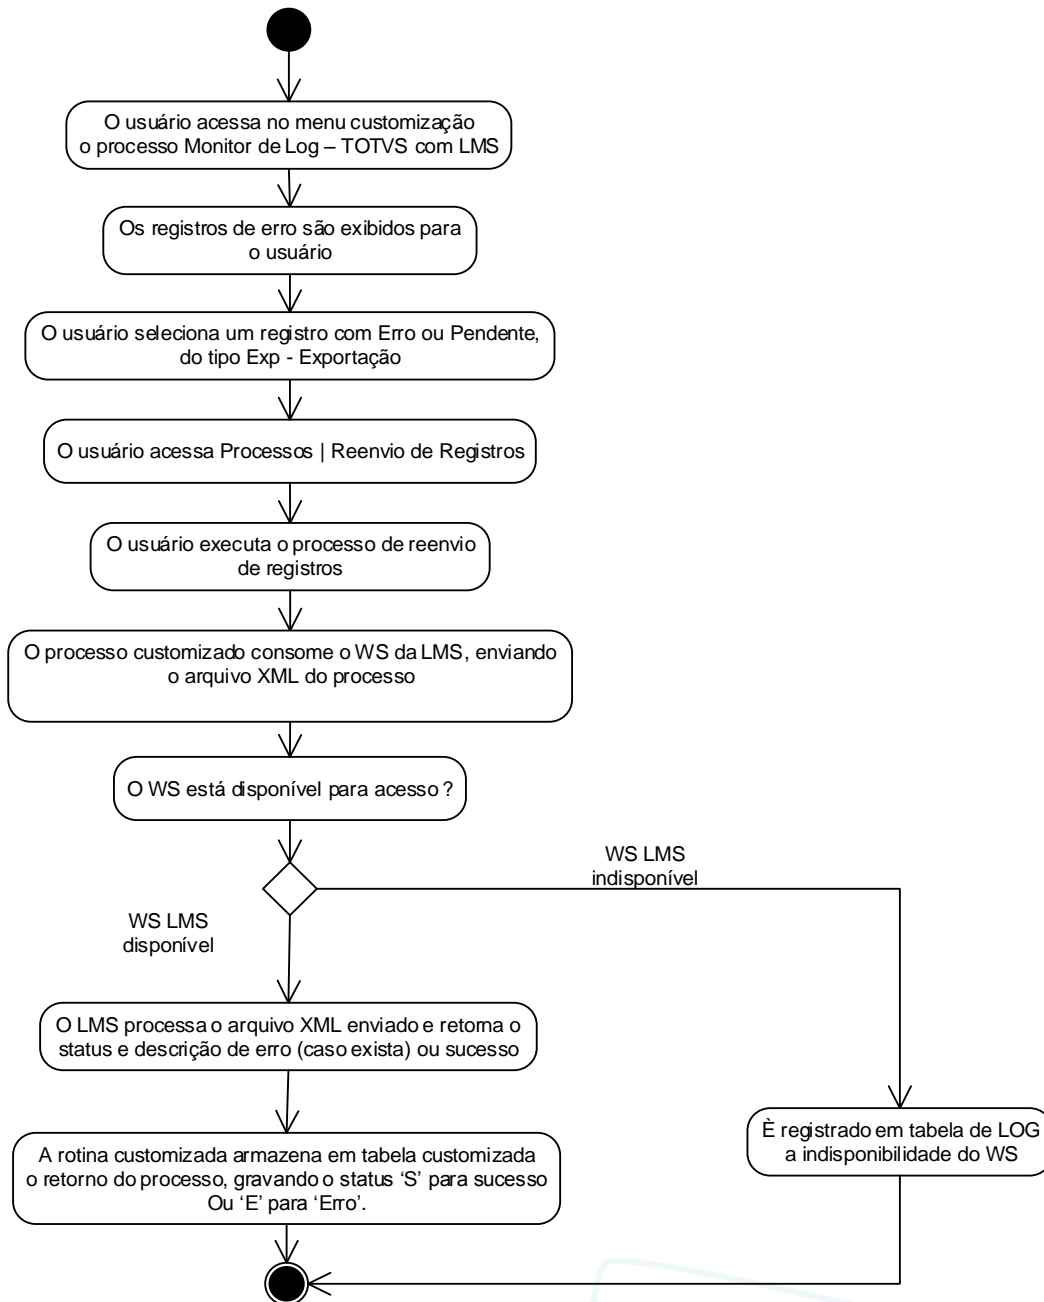 O usuário acessa no menu customização
o processo Monitor de Log – TOTVS com LMS
Os registros de erro são exibidos para
o usuário
O usuário seleciona um registro com Erro ou Pendente,
do tipo Exp - Exportação
O usuário acessa Processos | Reenvio de Registros
O usuário executa o processo de reenvio
de registros
O processo customizado consome o WS da LMS, enviando
o arquivo XML do processo
O WS está disponível para acesso ?
WS LMS
indisponível
WS LMS
disponível
O LMS processa o arquivo XML enviado e retorna o
status e descrição de erro (caso exista) ou sucesso
È registrado em tabela de LOG
a indisponibilidade do WS
A rotina customizada armazena em tabela customizada
o retorno do processo, gravando o status ‘S’ para sucesso
Ou ‘E’ para ‘Erro’.